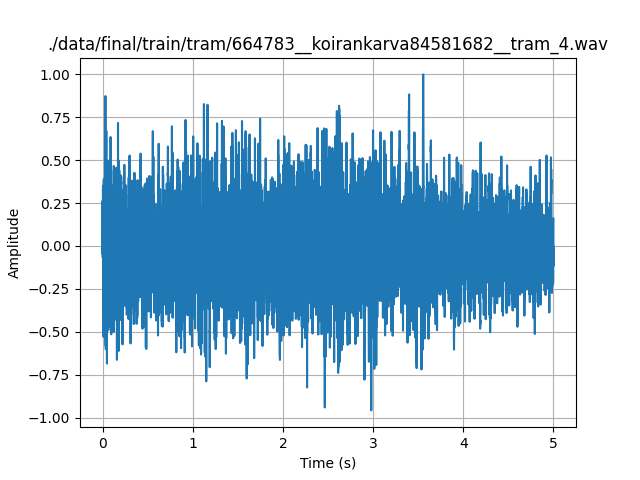 ./data/final/train/tram/664783__koirankarva84581682__tram_4.wav
1.00
0.75
0.50
0.25
0.00
−0.25
−0.50
−0.75
−1.00
Amplitude
0 1 2 3 4 5
Time (s)